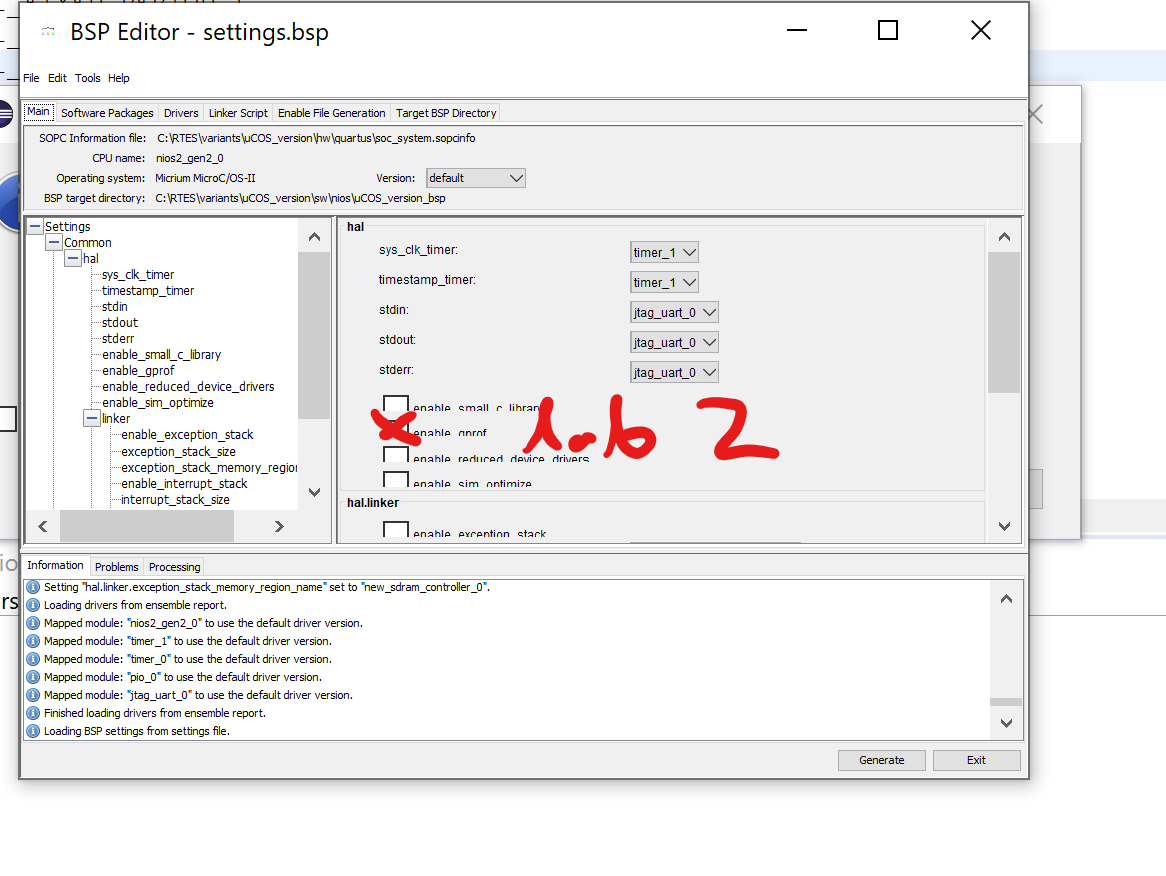 BSP Editor - settings.bsp
File Edit Tools Help
Main Software Packages Drivers Linker Script Enable File Generation Target BSP Directory
SOPC Information file: C:\RTES\variants\uCOS_version\hw\quartus\soc_system.sopcinfo
CPU name: nios2_gen2_0
Operating system: Micrium MicroC/OS-II Version: default
BSP target directory: C:\RTES\variants\uCOS_version\sw\nios\uCOS_version_bsp
Settings
Common
hal
sys_clk_timer
timestamp_timer
stdin
stdout
stderr
enable_small_c_library
enable_gprof
enable_reduced_device_drivers
enable_sim_optimize
linker
enable_exception_stack
exception_stack_size
exception_stack_memory_region
enable_interrupt_stack
interrupt_stack_size
hal
sys_clk_timer: timer_1
timestamp_timer: timer_1
stdin: jtag_uart_0
stdout: jtag_uart_0
stderr: jtag_uart_0
enable_small_c_library
enable_gprof
lab 2
enable_reduced_device_drivers
enable_sim_optimize
hal.linker
enable_exception_stack
Information Problems Processing
Setting "hal.linker.exception_stack_memory_region_name" set to "new_sdram_controller_0".
Loading drivers from ensemble report.
Mapped module: "nios2_gen2_0" to use the default driver version.
Mapped module: "timer_1" to use the default driver version.
Mapped module: "timer_0" to use the default driver version.
Mapped module: "pio_0" to use the default driver version.
Mapped module: "jtag_uart_0" to use the default driver version.
Finished loading drivers from ensemble report.
Loading BSP settings from settings file.
Generate Exit